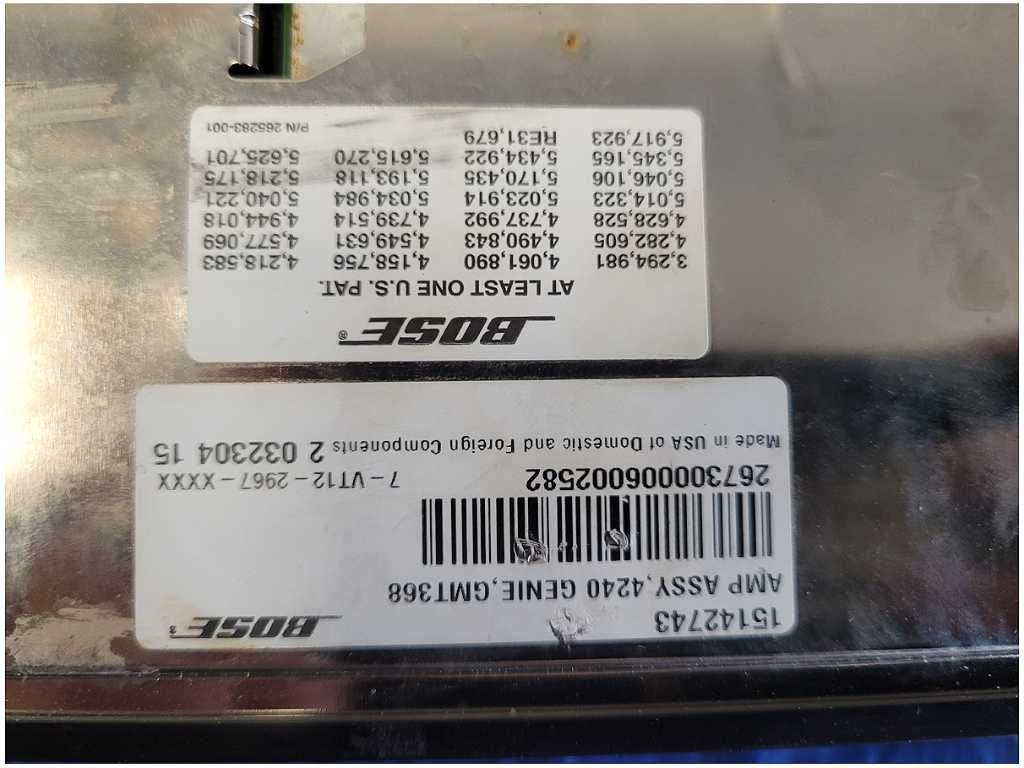 15142743 BOSE
AMP ASSY,4240 GENIE,GMT368
267300006002582 7-VT12-2967-XXXX
Made in USA of Domestic and Foreign Components 2 032304 15
BOSE®
AT LEAST ONE U.S. PAT.
3,294,981 4,061,890 4,158,756 4,218,583
4,282,605 4,490,843 4,549,631 4,577,069
4,628,528 4,737,992 4,739,514 4,944,018
5,014,323 5,023,914 5,034,984 5,040,221
5,046,106 5,170,435 5,193,118 5,218,175
5,345,165 5,434,922 5,615,270 5,625,701
5,917,923 RE31,679 P/N 265283-001